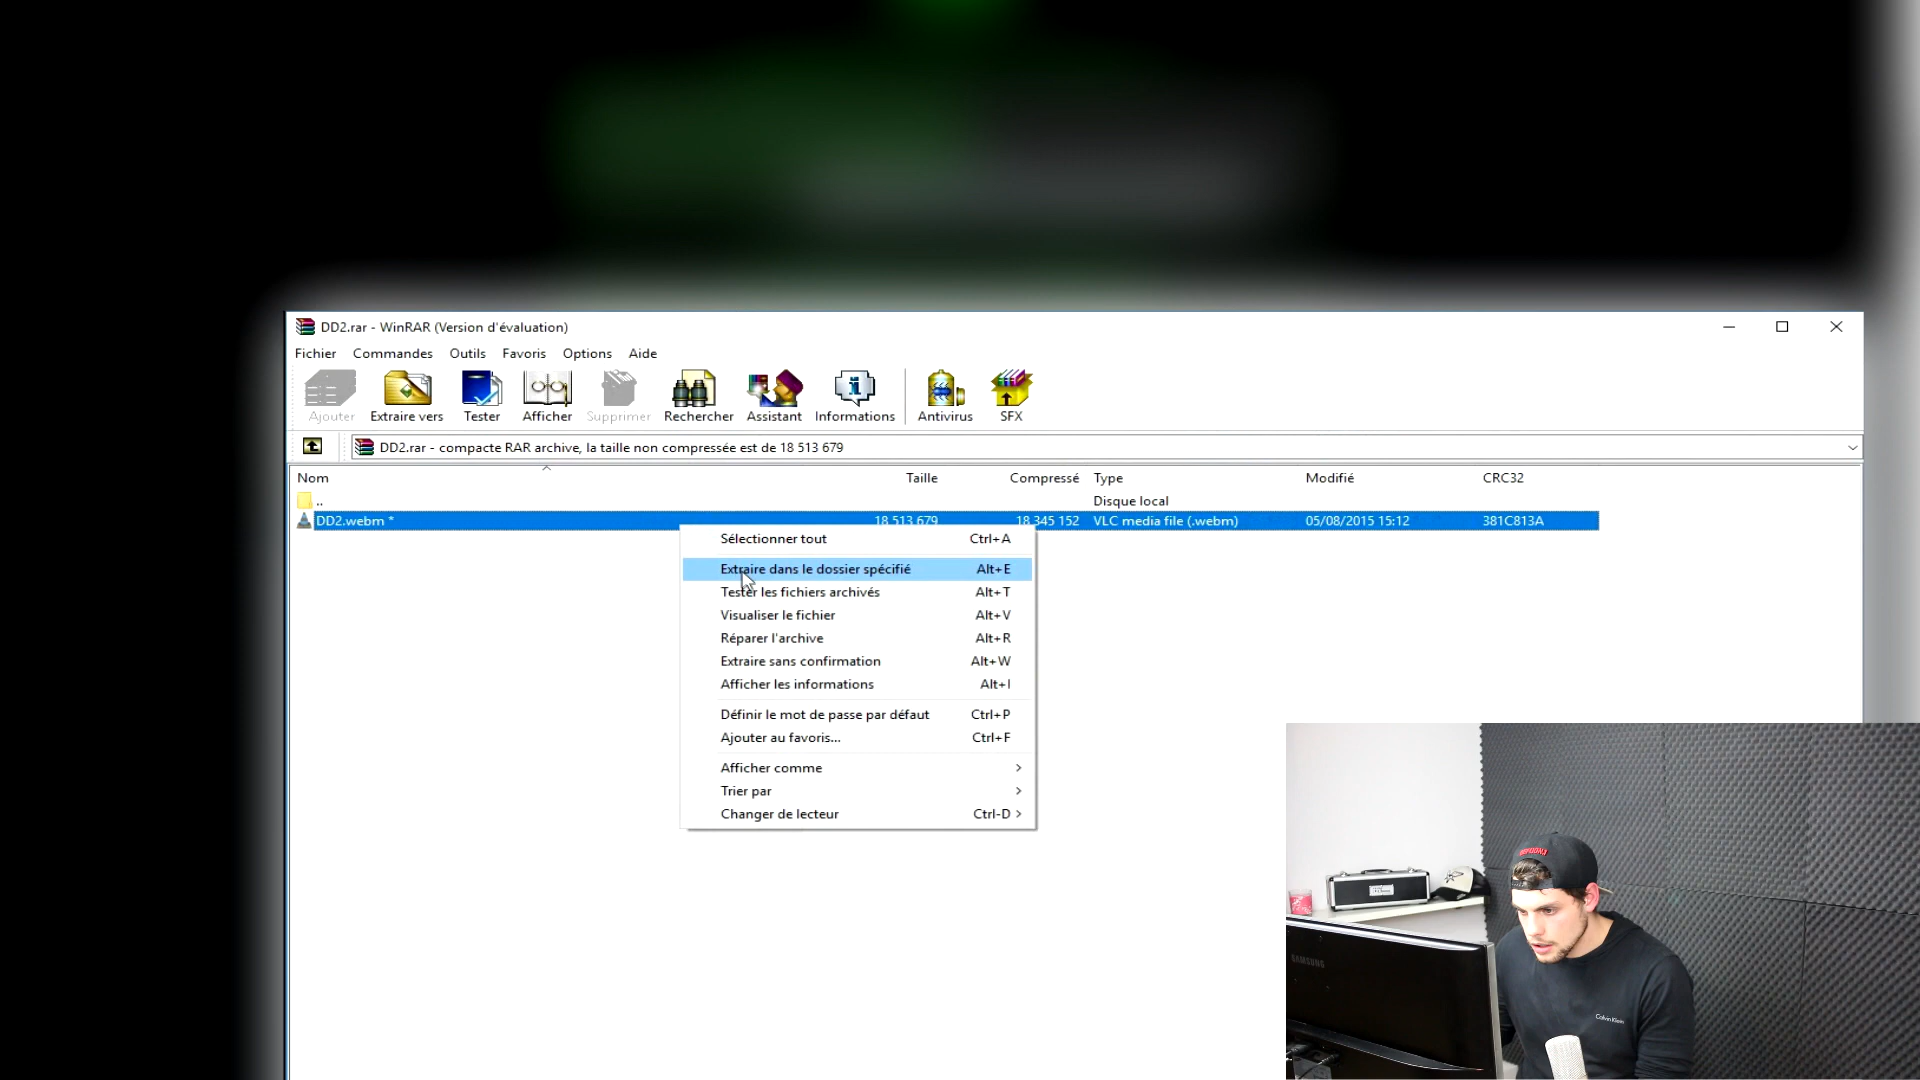 DD2.rar - WinRAR (Version d'évaluation)
Fichier Commandes Outils Favoris Options Aide
Ajouter Extraire vers Tester Afficher Supprimer Rechercher Assistant Informations Antivirus SFX
DD2.rar - compacte RAR archive, la taille non compressée est de 18 513 679
Nom Taille Compressé Type Modifié CRC32
.. Disque local
DD2.webm * 18 513 679 18 345 152 VLC media file (.webm) 05/08/2015 15:12 381C813A
Sélectionner tout Ctrl+A
Extraire dans le dossier spécifié Alt+E
Tester les fichiers archivés Alt+T
Visualiser le fichier Alt+V
Réparer l'archive Alt+R
Extraire sans confirmation Alt+W
Afficher les informations Alt+I
Définir le mot de passe par défaut Ctrl+P
Ajouter au favoris... Ctrl+F
Afficher comme
Trier par
Changer de lecteur Ctrl-D
SAMSUNG
Calvin Klein